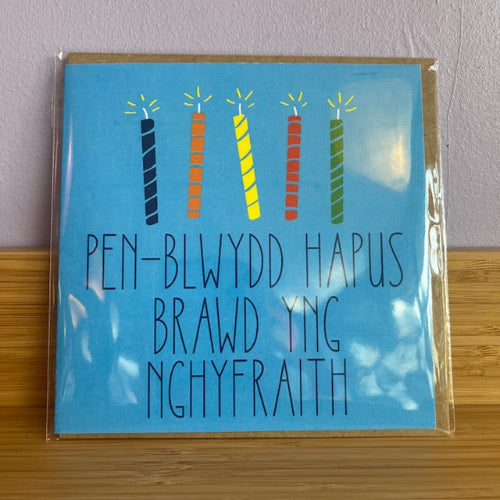 PEN-BLWYDD HAPUS
BRAWD YNG
NGHYFRAITH